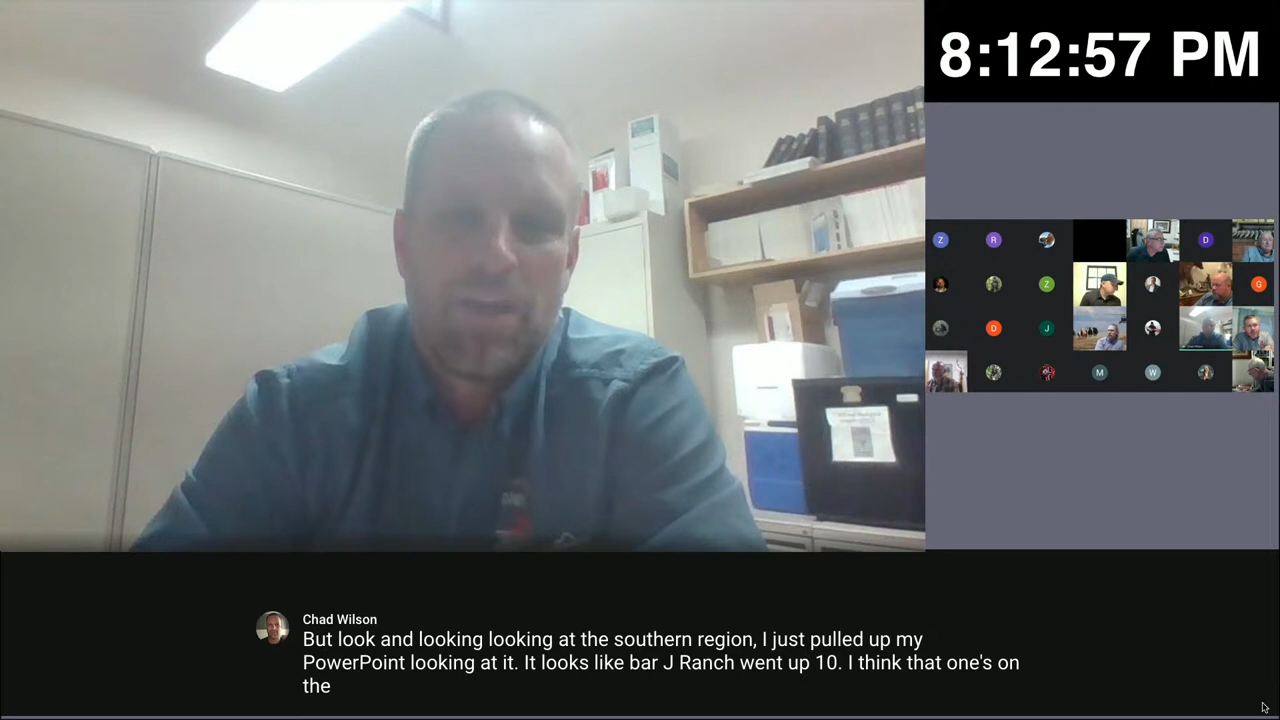 8:12:57 PM
Z
R
D
Z
G
D
J
M
W
Chad Wilson
But look and looking looking at the southern region, I just pulled up my
PowerPoint looking at it. It looks like bar J Ranch went up 10. I think that one's on
the